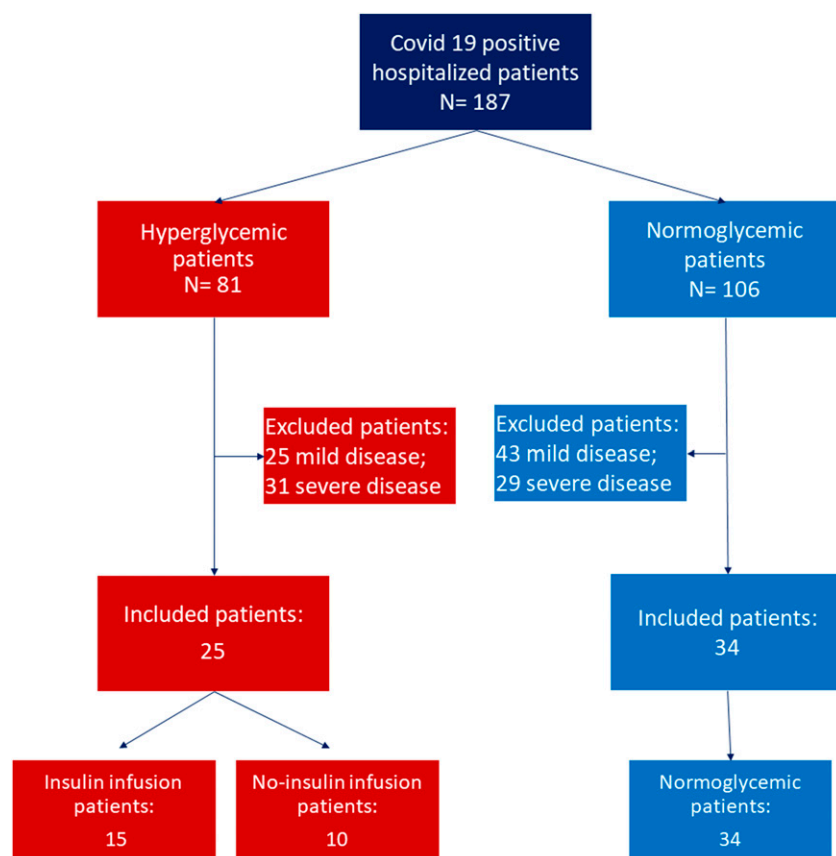 Covid 19 positive
hospitalized patients
N= 187
Hyperglycemic
patients
N= 81
Normoglycemic
patients
N= 106
Excluded patients:
25 mild disease;
31 severe disease
Excluded patients:
43 mild disease;
29 severe disease
Included patients:
25
Included patients:
34
Insulin infusion
patients:
15
No-insulin infusion
patients:
10
Normoglycemic
patients:
34